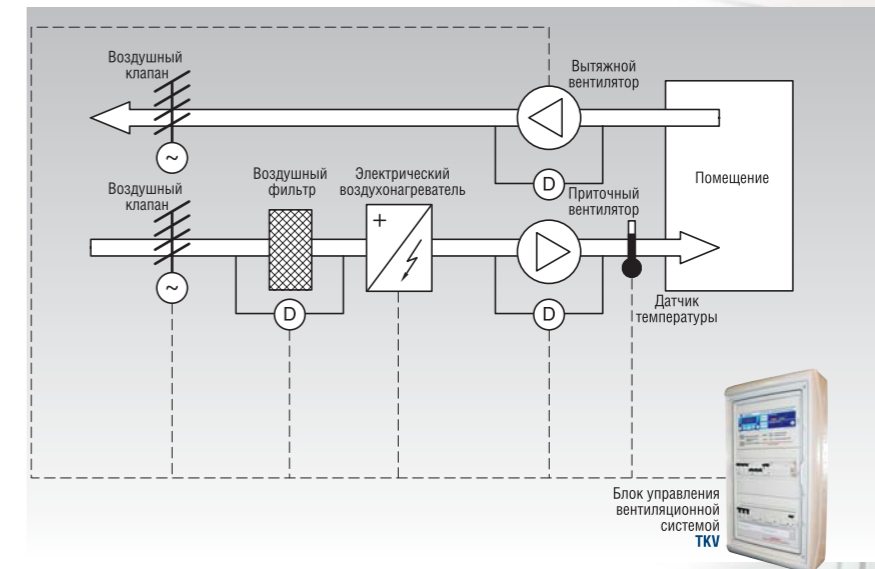 Воздушный
клапан
Вытяжной
вентилятор
~
D
Помещение
Воздушный
клапан
Воздушный
фильтр
Электрический
воздухонагреватель
Приточный
вентилятор
+
~
D
D
Датчик
температуры
Блок управления
вентиляционной
системой
TKV